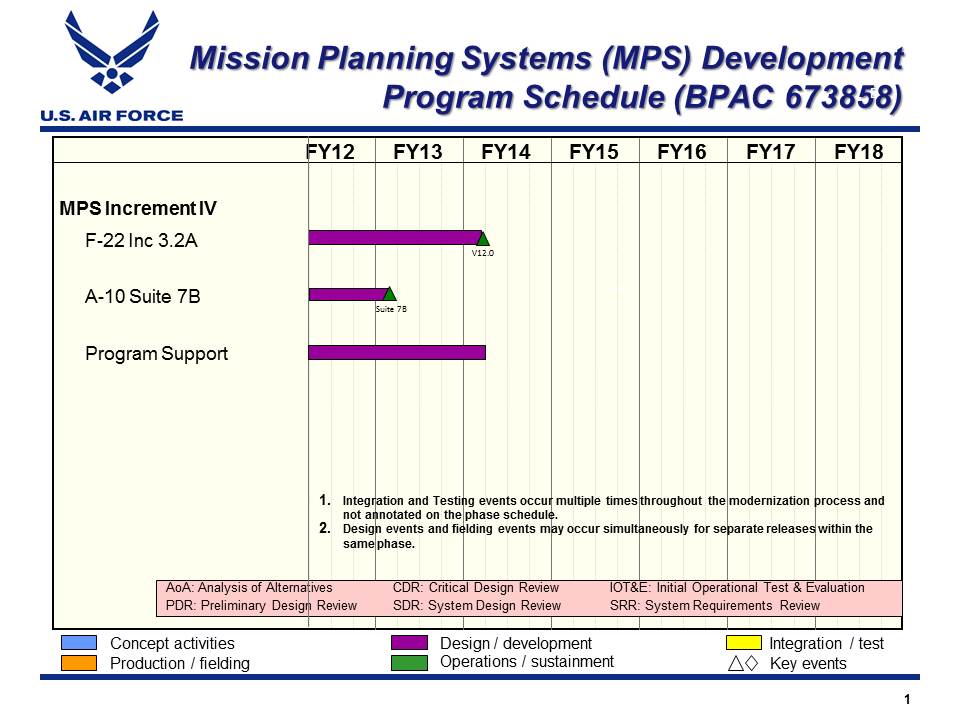 Mission Planning Systems (MPS) Development
Program Schedule (BPAC 673858)
U.S. AIR FORCE
FY12 FY13 FY14 FY15 FY16 FY17 FY18
MPS Increment IV
F-22 Inc 3.2A
V12.0
A-10 Suite 7B
Suite 7B
Program Support
1. Integration and Testing events occur multiple times throughout the modernization process and
not annotated on the phase schedule.
2. Design events and fielding events may occur simultaneously for separate releases within the
same phase.
AoA: Analysis of Alternatives CDR: Critical Design Review IOT&E: Initial Operational Test & Evaluation
PDR: Preliminary Design Review SDR: System Design Review SRR: System Requirements Review
Concept activities Design / development Integration / test
Production / fielding Operations / sustainment Key events
1